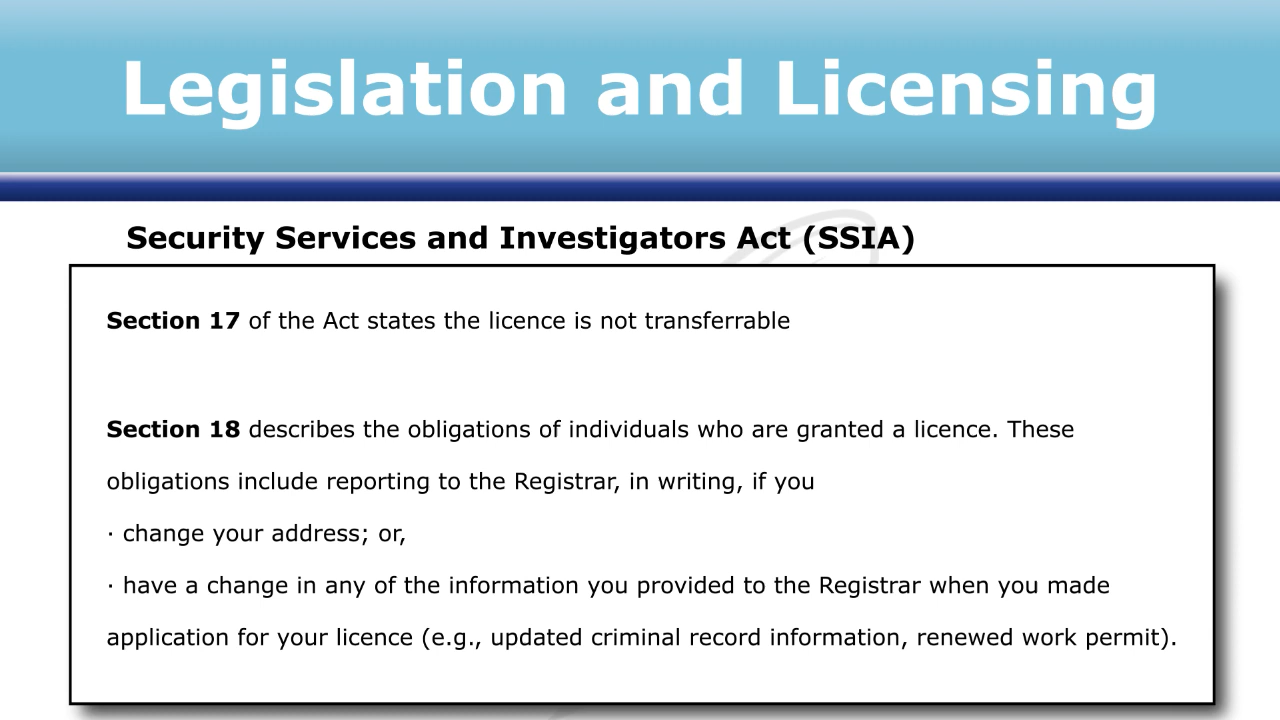 Legislation and Licensing
Security Services and Investigators Act (SSIA)
Section 17 of the Act states the licence is not transferrable
Section 18 describes the obligations of individuals who are granted a licence. These
obligations include reporting to the Registrar, in writing, if you
· change your address; or,
· have a change in any of the information you provided to the Registrar when you made
application for your licence (e.g., updated criminal record information, renewed work permit).